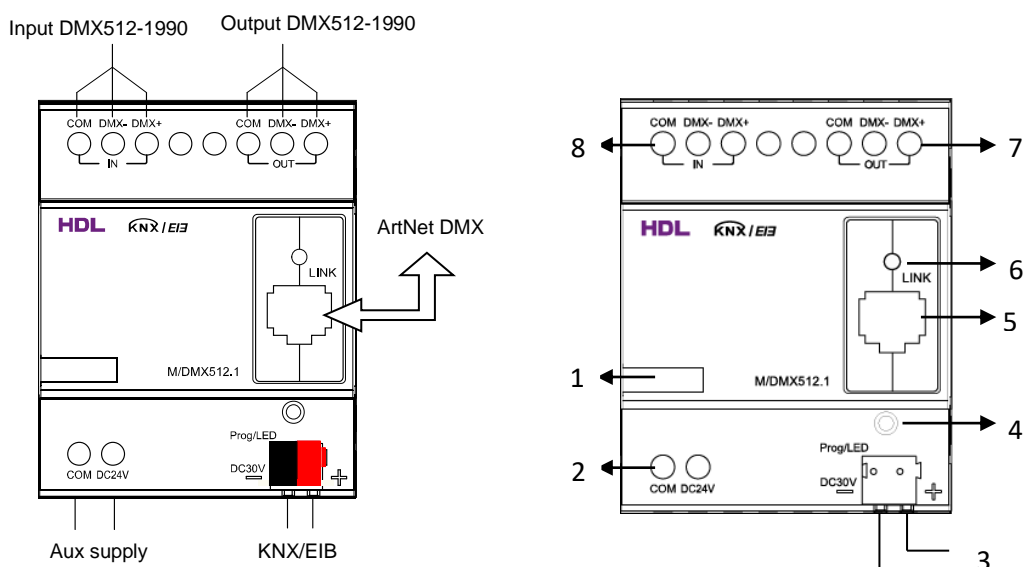 Input DMX512-1990
Output DMX512-1990
COM DMX- DMX+
COM DMX- DMX+
IN
OUT
HDL
KNX / EIB
ArtNet DMX
LINK
M/DMX512.1
Prog/LED
DC30V
— +
COM DC24V
Aux supply
KNX/EIB
COM DMX- DMX+
COM DMX- DMX+
8
7
IN
OUT
HDL
KNX / EIB
6
LINK
5
1
M/DMX512.1
4
Prog/LED
2
DC30V
— +
COM DC24V
3